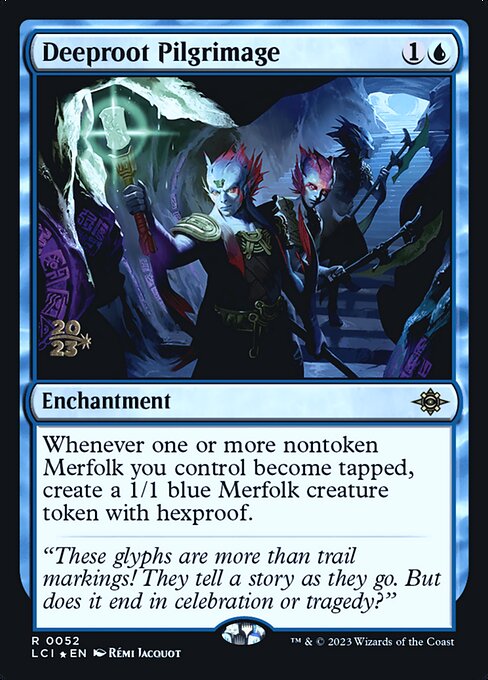 Deeproot Pilgrimage 1
20
23
Enchantment
Whenever one or more nontoken
Merfolk you control become tapped,
create a 1/1 blue Merfolk creature
token with hexproof.
“These glyphs are more than trail
markings! They tell a story as they go. But
does it end in celebration or tragedy?”
R 0052
LCI ★ EN Rémi Jacquot
™ & © 2023 Wizards of the Coast